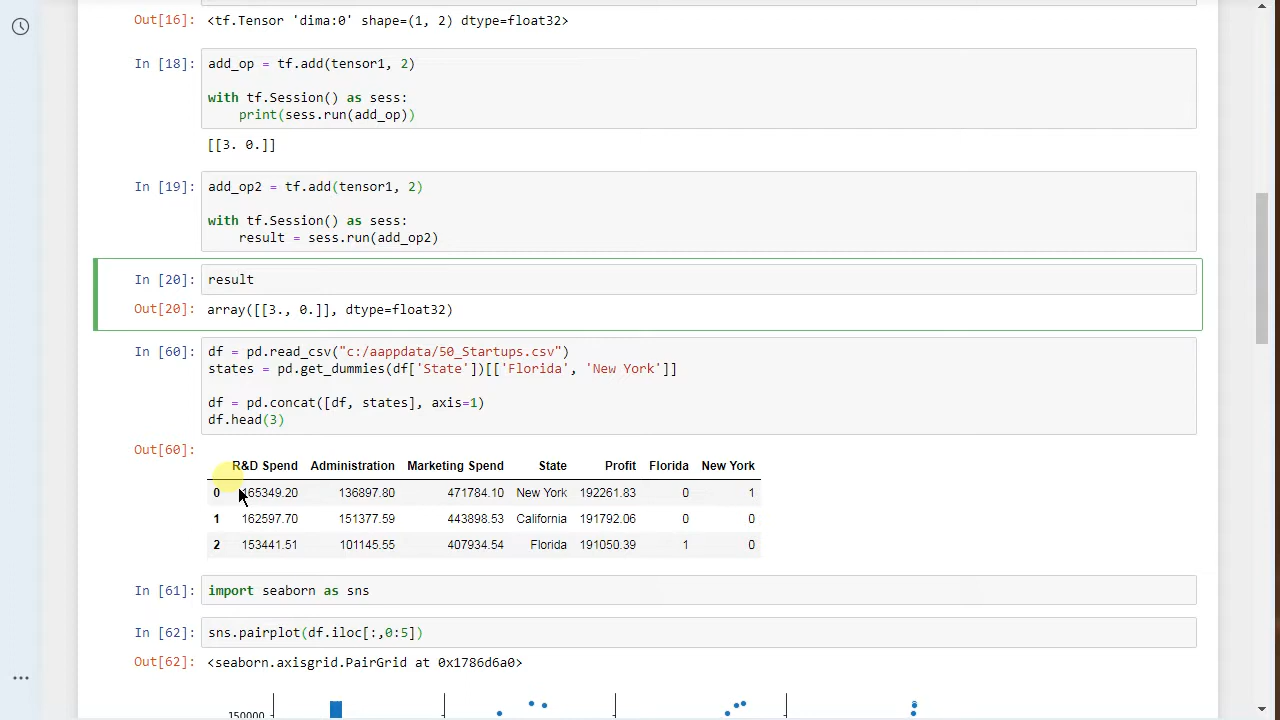 Out[16]: <tf.Tensor 'dima:0' shape=(1, 2) dtype=float32>
In [18]: add_op = tf.add(tensor1, 2)
with tf.Session() as sess:
    print(sess.run(add_op))
[[3. 0.]]
In [19]: add_op2 = tf.add(tensor1, 2)
with tf.Session() as sess:
    result = sess.run(add_op2)
In [20]: result
Out[20]: array([[3., 0.]], dtype=float32)
In [60]: df = pd.read_csv("c:/aappdata/50_Startups.csv")
states = pd.get_dummies(df['State'])[['Florida', 'New York']]
df = pd.concat([df, states], axis=1)
df.head(3)
Out[60]:
R&D Spend Administration Marketing Spend State Profit Florida New York
0 165349.20 136897.80 471784.10 New York 192261.83 0 1
1 162597.70 151377.59 443898.53 California 191792.06 0 0
2 153441.51 101145.55 407934.54 Florida 191050.39 1 0
In [61]: import seaborn as sns
In [62]: sns.pairplot(df.iloc[:,0:5])
Out[62]: <seaborn.axisgrid.PairGrid at 0x1786d6a0>
150000